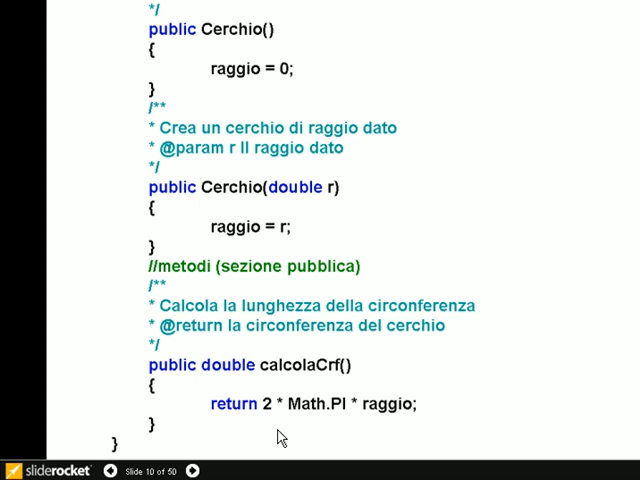 */
public Cerchio()
{
raggio = 0;
}
/**
* Crea un cerchio di raggio dato
* @param r Il raggio dato
*/
public Cerchio(double r)
{
raggio = r;
}
//metodi (sezione pubblica)
/**
* Calcola la lunghezza della circonferenza
* @return la circonferenza del cerchio
*/
public double calcolaCrf()
{
return 2 * Math.PI * raggio;
}
}
sliderocket Slide 10 of 50